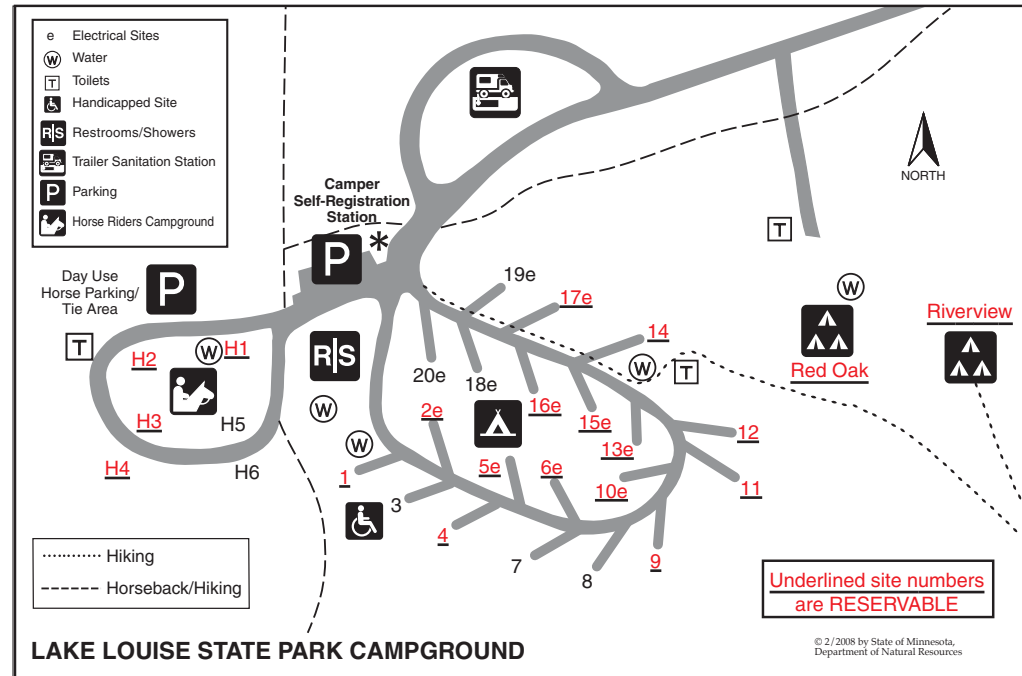 e Electrical Sites
W Water
T Toilets
Handicapped Site
R|S Restrooms/Showers
Trailer Sanitation Station
P Parking
Horse Riders Campground
NORTH
Camper
Self-Registration
Station
P *
T
Day Use
Horse Parking/
Tie Area
P
19e
17e
W
Riverview
14
T
H2
W
H1
R|S
W
T
Red Oak
20e
18e
H3
H5
W
2e
16e
15e
12
H4
H6
W
1
5e
6e
13e
10e
11
3
4
7
8
9
Hiking
Horseback/Hiking
Underlined site numbers
are RESERVABLE
LAKE LOUISE STATE PARK CAMPGROUND
© 2/2008 by State of Minnesota,
Department of Natural Resources